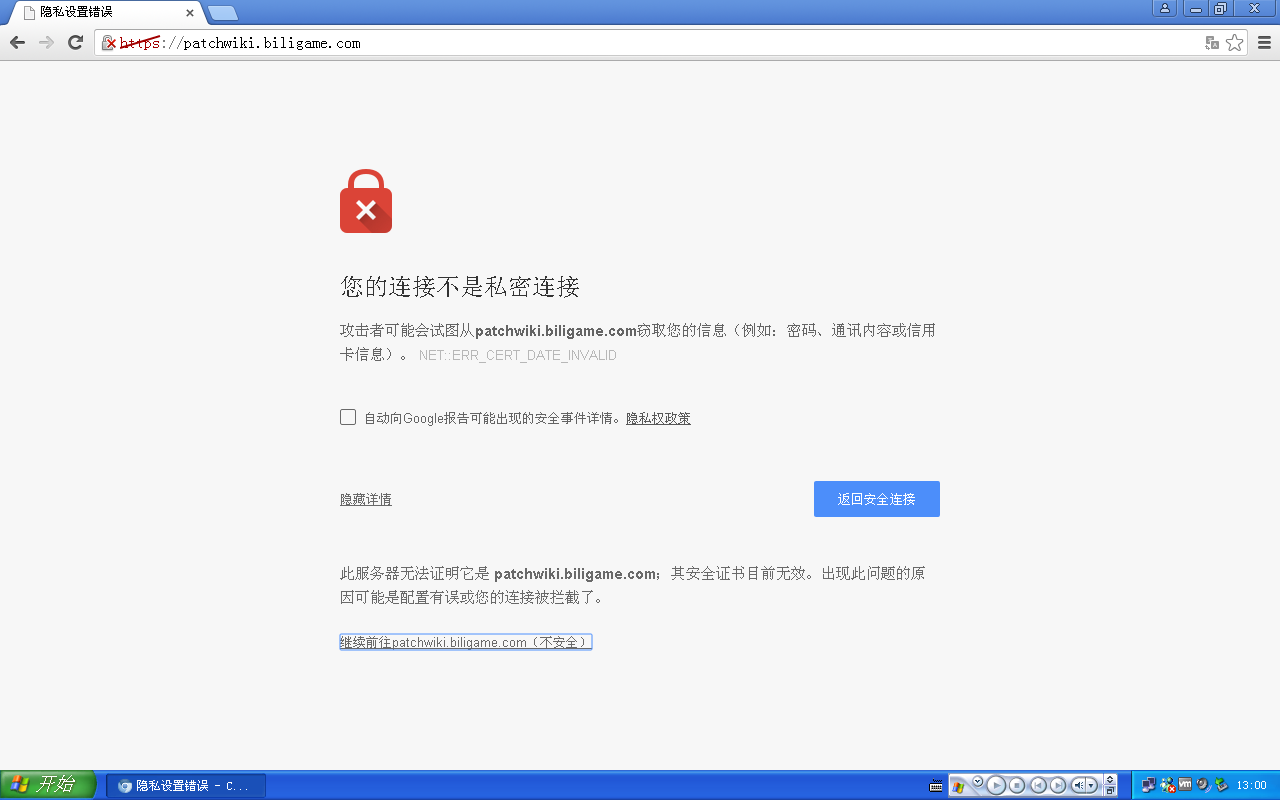 隐私设置错误
https://patchwiki.biligame.com
您的连接不是私密连接
攻击者可能会试图从patchwiki.biligame.com窃取您的信息（例如：密码、通讯内容或信用
卡信息）。 NET::ERR_CERT_DATE_INVALID
自动向Google报告可能出现的安全事件详情。隐私权政策
隐藏详情
返回安全连接
此服务器无法证明它是 patchwiki.biligame.com；其安全证书目前无效。出现此问题的原
因可能是配置有误或您的连接被拦截了。
继续前往patchwiki.biligame.com（不安全）
开始
隐私设置错误 - C...
vm
13:00